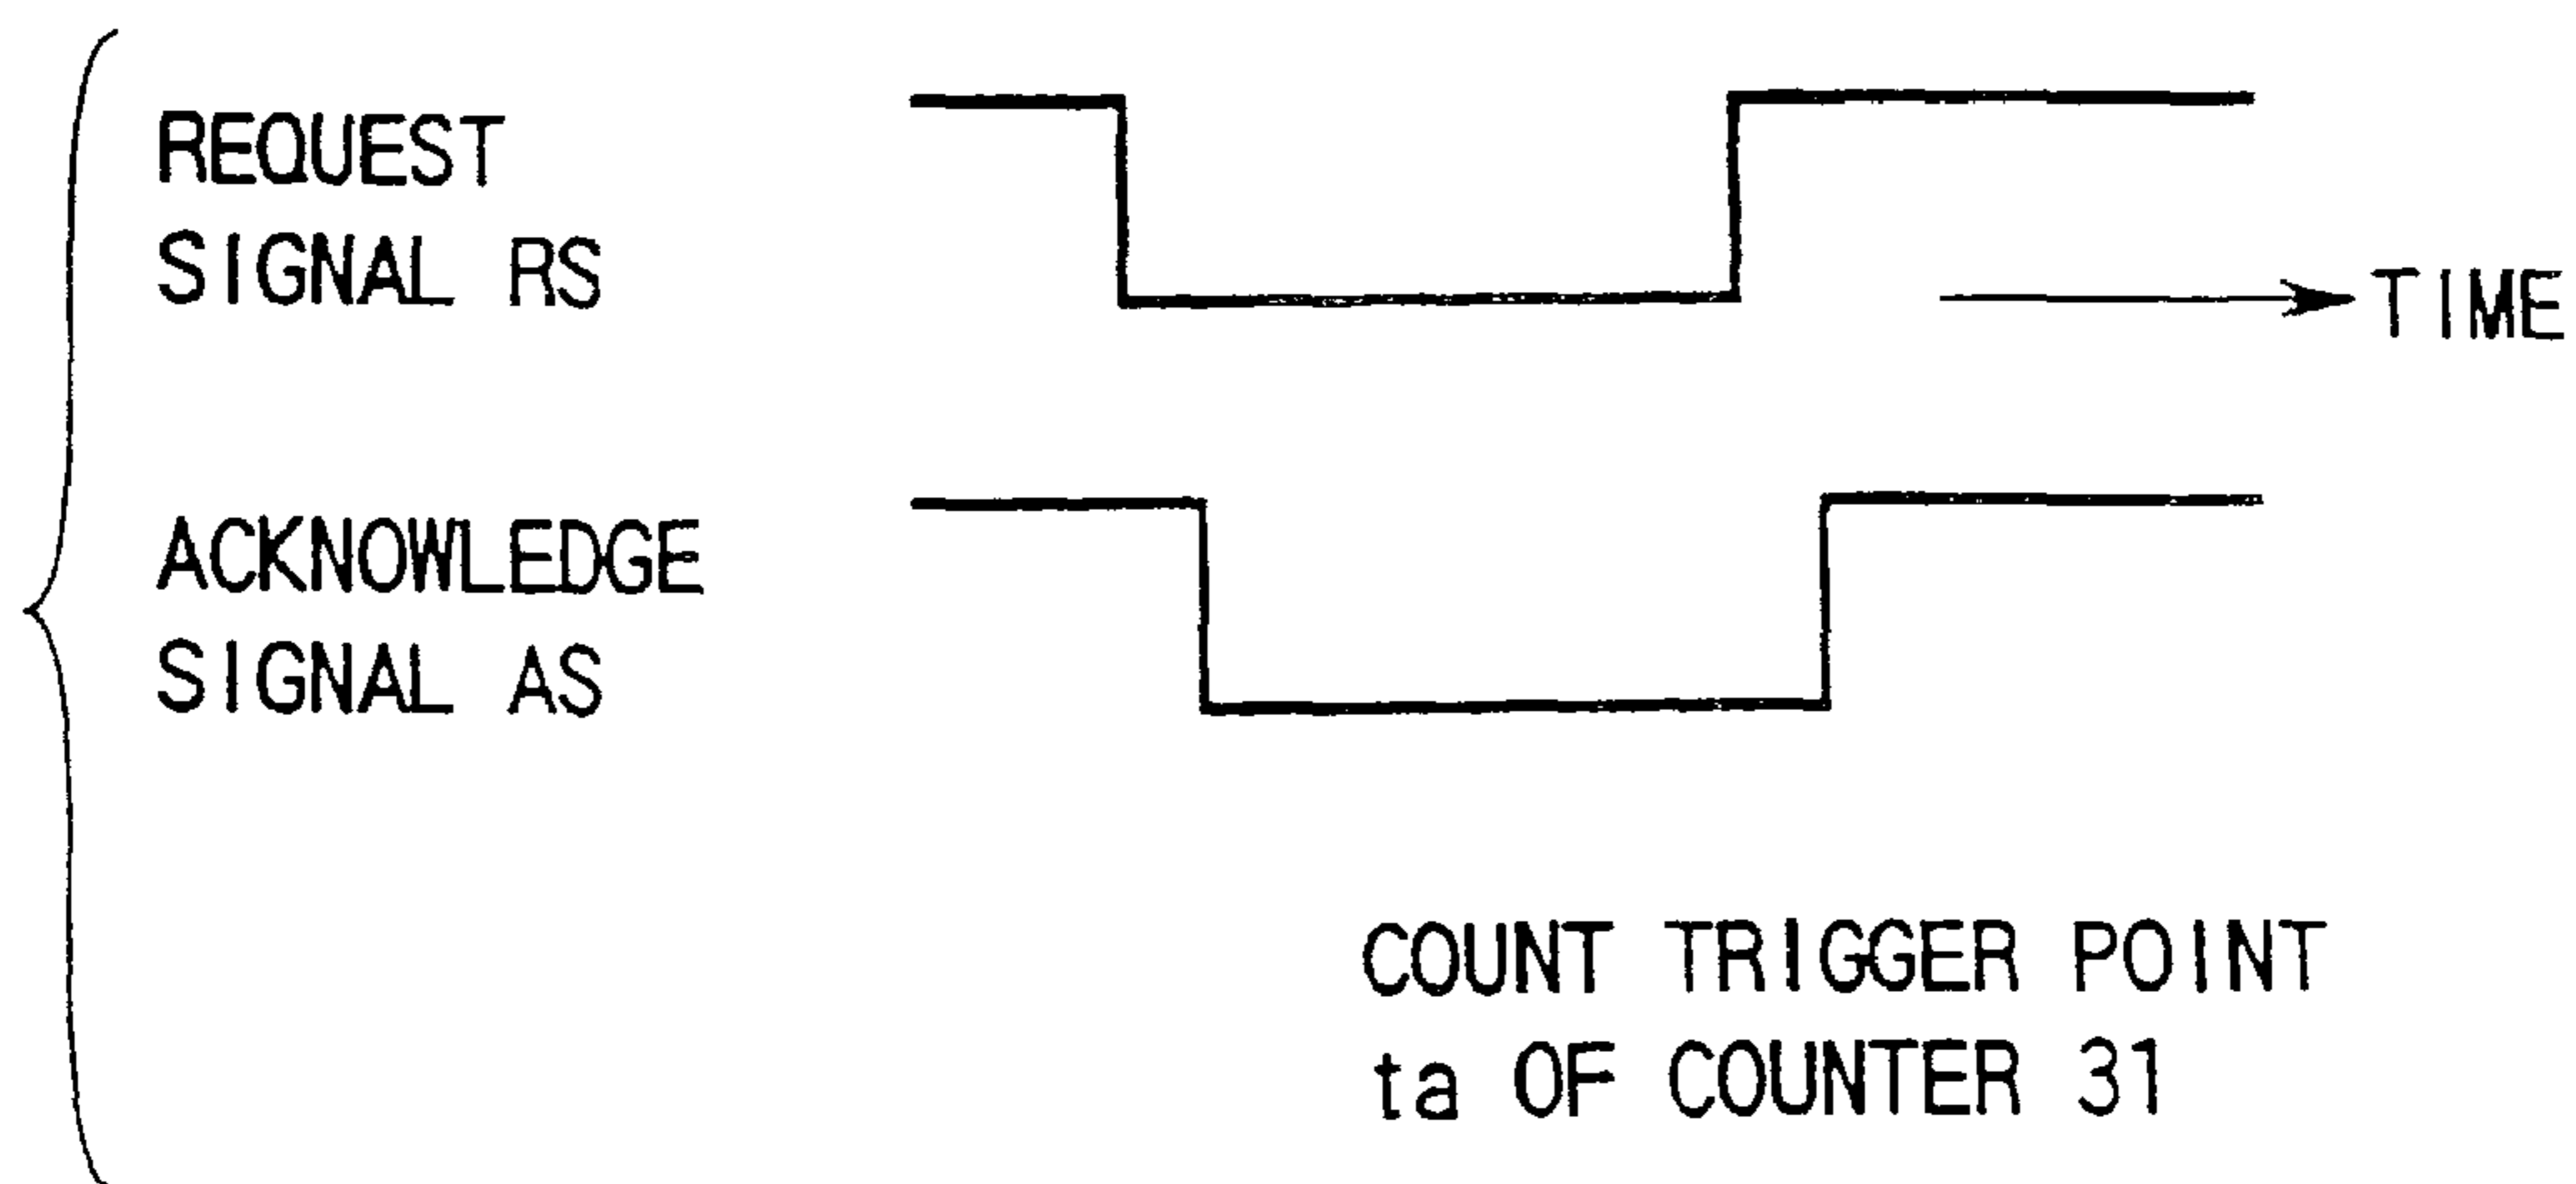 REQUEST
SIGNAL RS
TIME
ACKNOWLEDGE
SIGNAL AS
COUNT TRIGGER POINT
ta OF COUNTER 31